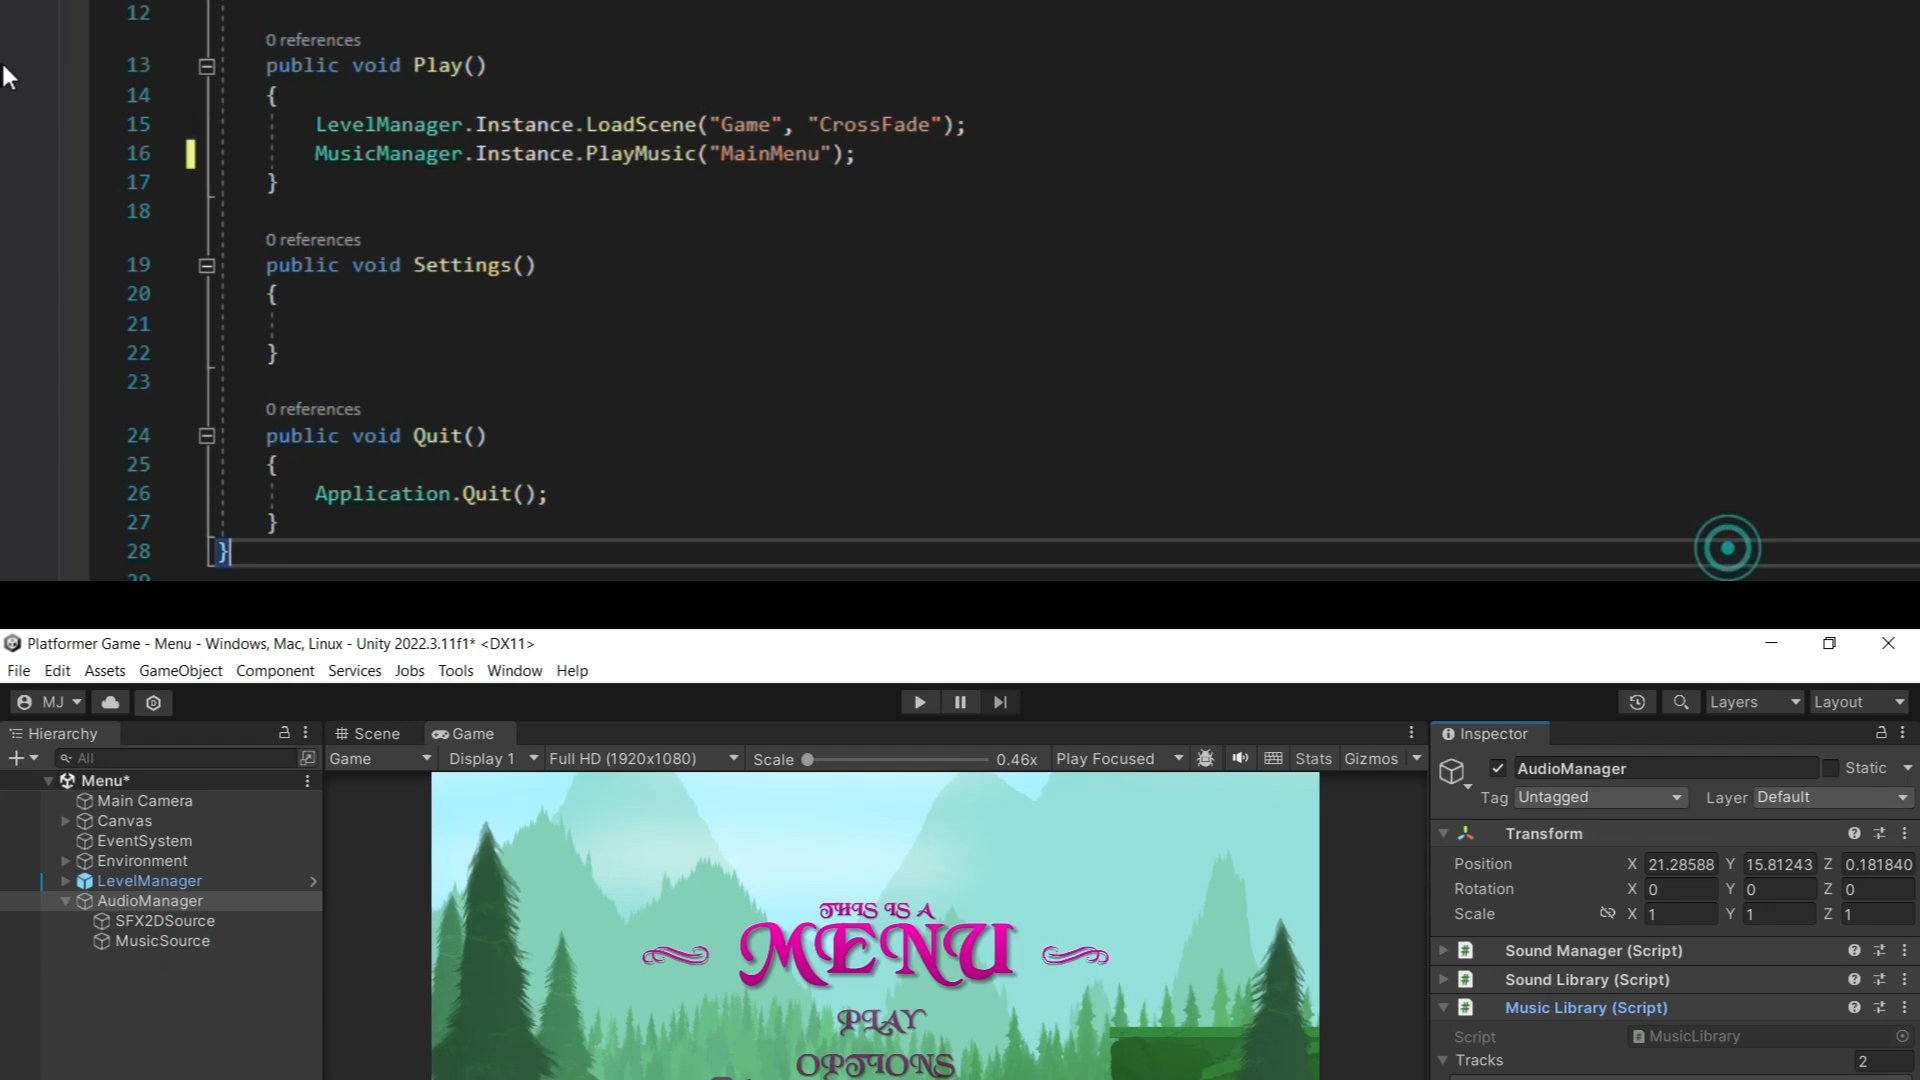 12
0 references
13 public void Play()
14 {
15 LevelManager.Instance.LoadScene("Game", "CrossFade");
16 MusicManager.Instance.PlayMusic("MainMenu");
17 }
18
0 references
19 public void Settings()
20 {
21
22 }
23
0 references
24 public void Quit()
25 {
26 Application.Quit();
27 }
28 }
29
Platformer Game - Menu - Windows, Mac, Linux - Unity 2022.3.11f1* <DX11>
File Edit Assets GameObject Component Services Jobs Tools Window Help
MJ
Layers Layout
Hierarchy
All
Menu*
Main Camera
Canvas
EventSystem
Environment
LevelManager
AudioManager
SFX2DSource
MusicSource
Scene Game
Game Display 1 Full HD (1920x1080) Scale 0.46x Play Focused Stats Gizmos
THIS IS A
MENU
PLAY
OPTIONS
Inspector
AudioManager Static
Tag Untagged Layer Default
Transform
Position X 21.28588 Y 15.81243 Z 0.181840
Rotation X 0 Y 0 Z 0
Scale X 1 Y 1 Z 1
# Sound Manager (Script)
# Sound Library (Script)
# Music Library (Script)
Script MusicLibrary
Tracks 2